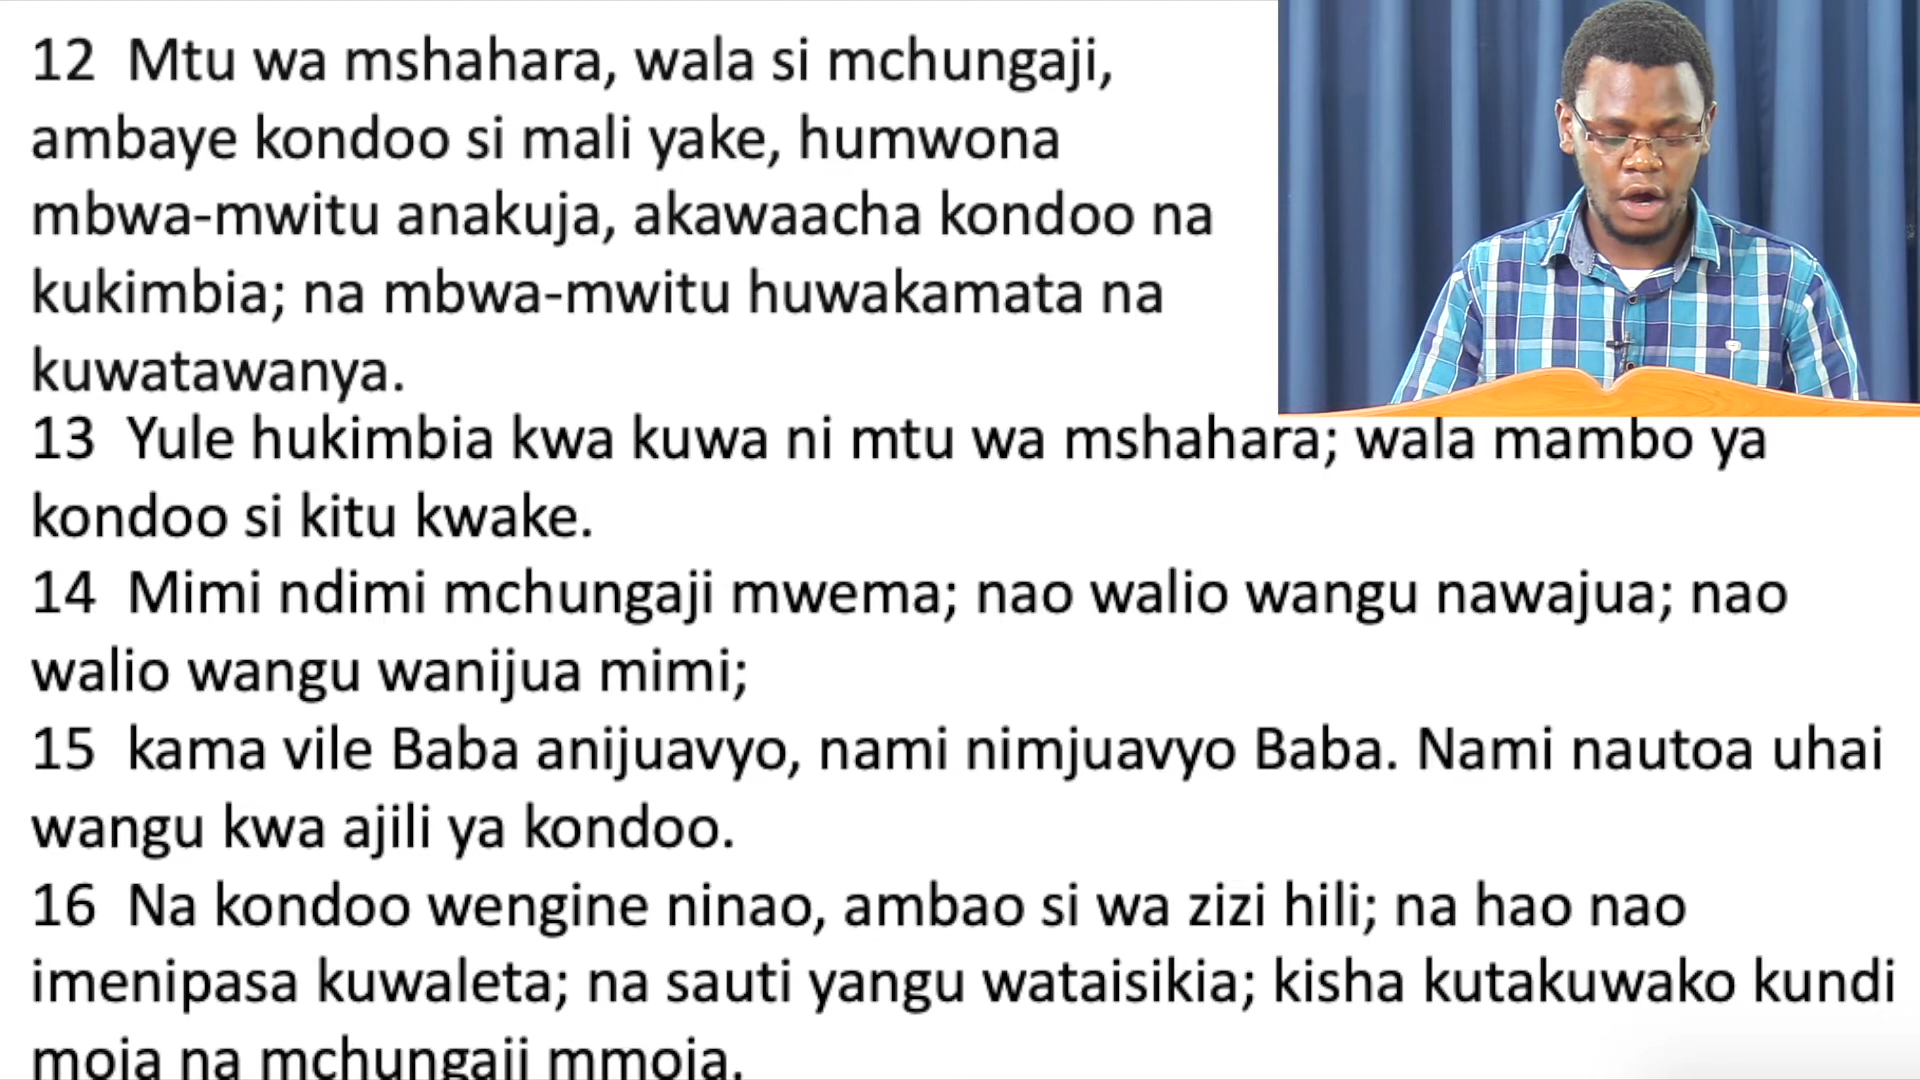 12 Mtu wa mshahara, wala si mchungaji,
ambaye kondoo si mali yake, humwona
mbwa-mwitu anakuja, akawaacha kondoo na
kukimbia; na mbwa-mwitu huwakamata na
kuwatawanya.
13 Yule hukimbia kwa kuwa ni mtu wa mshahara; wala mambo ya
kondoo si kitu kwake.
14 Mimi ndimi mchungaji mwema; nao walio wangu nawajua; nao
walio wangu wanijua mimi;
15 kama vile Baba anijuavyo, nami nimjuavyo Baba. Nami nautoa uhai
wangu kwa ajili ya kondoo.
16 Na kondoo wengine ninao, ambao si wa zizi hili; na hao nao
imenipasa kuwaleta; na sauti yangu wataisikia; kisha kutakuwako kundi
moja na mchungaji mmoja.